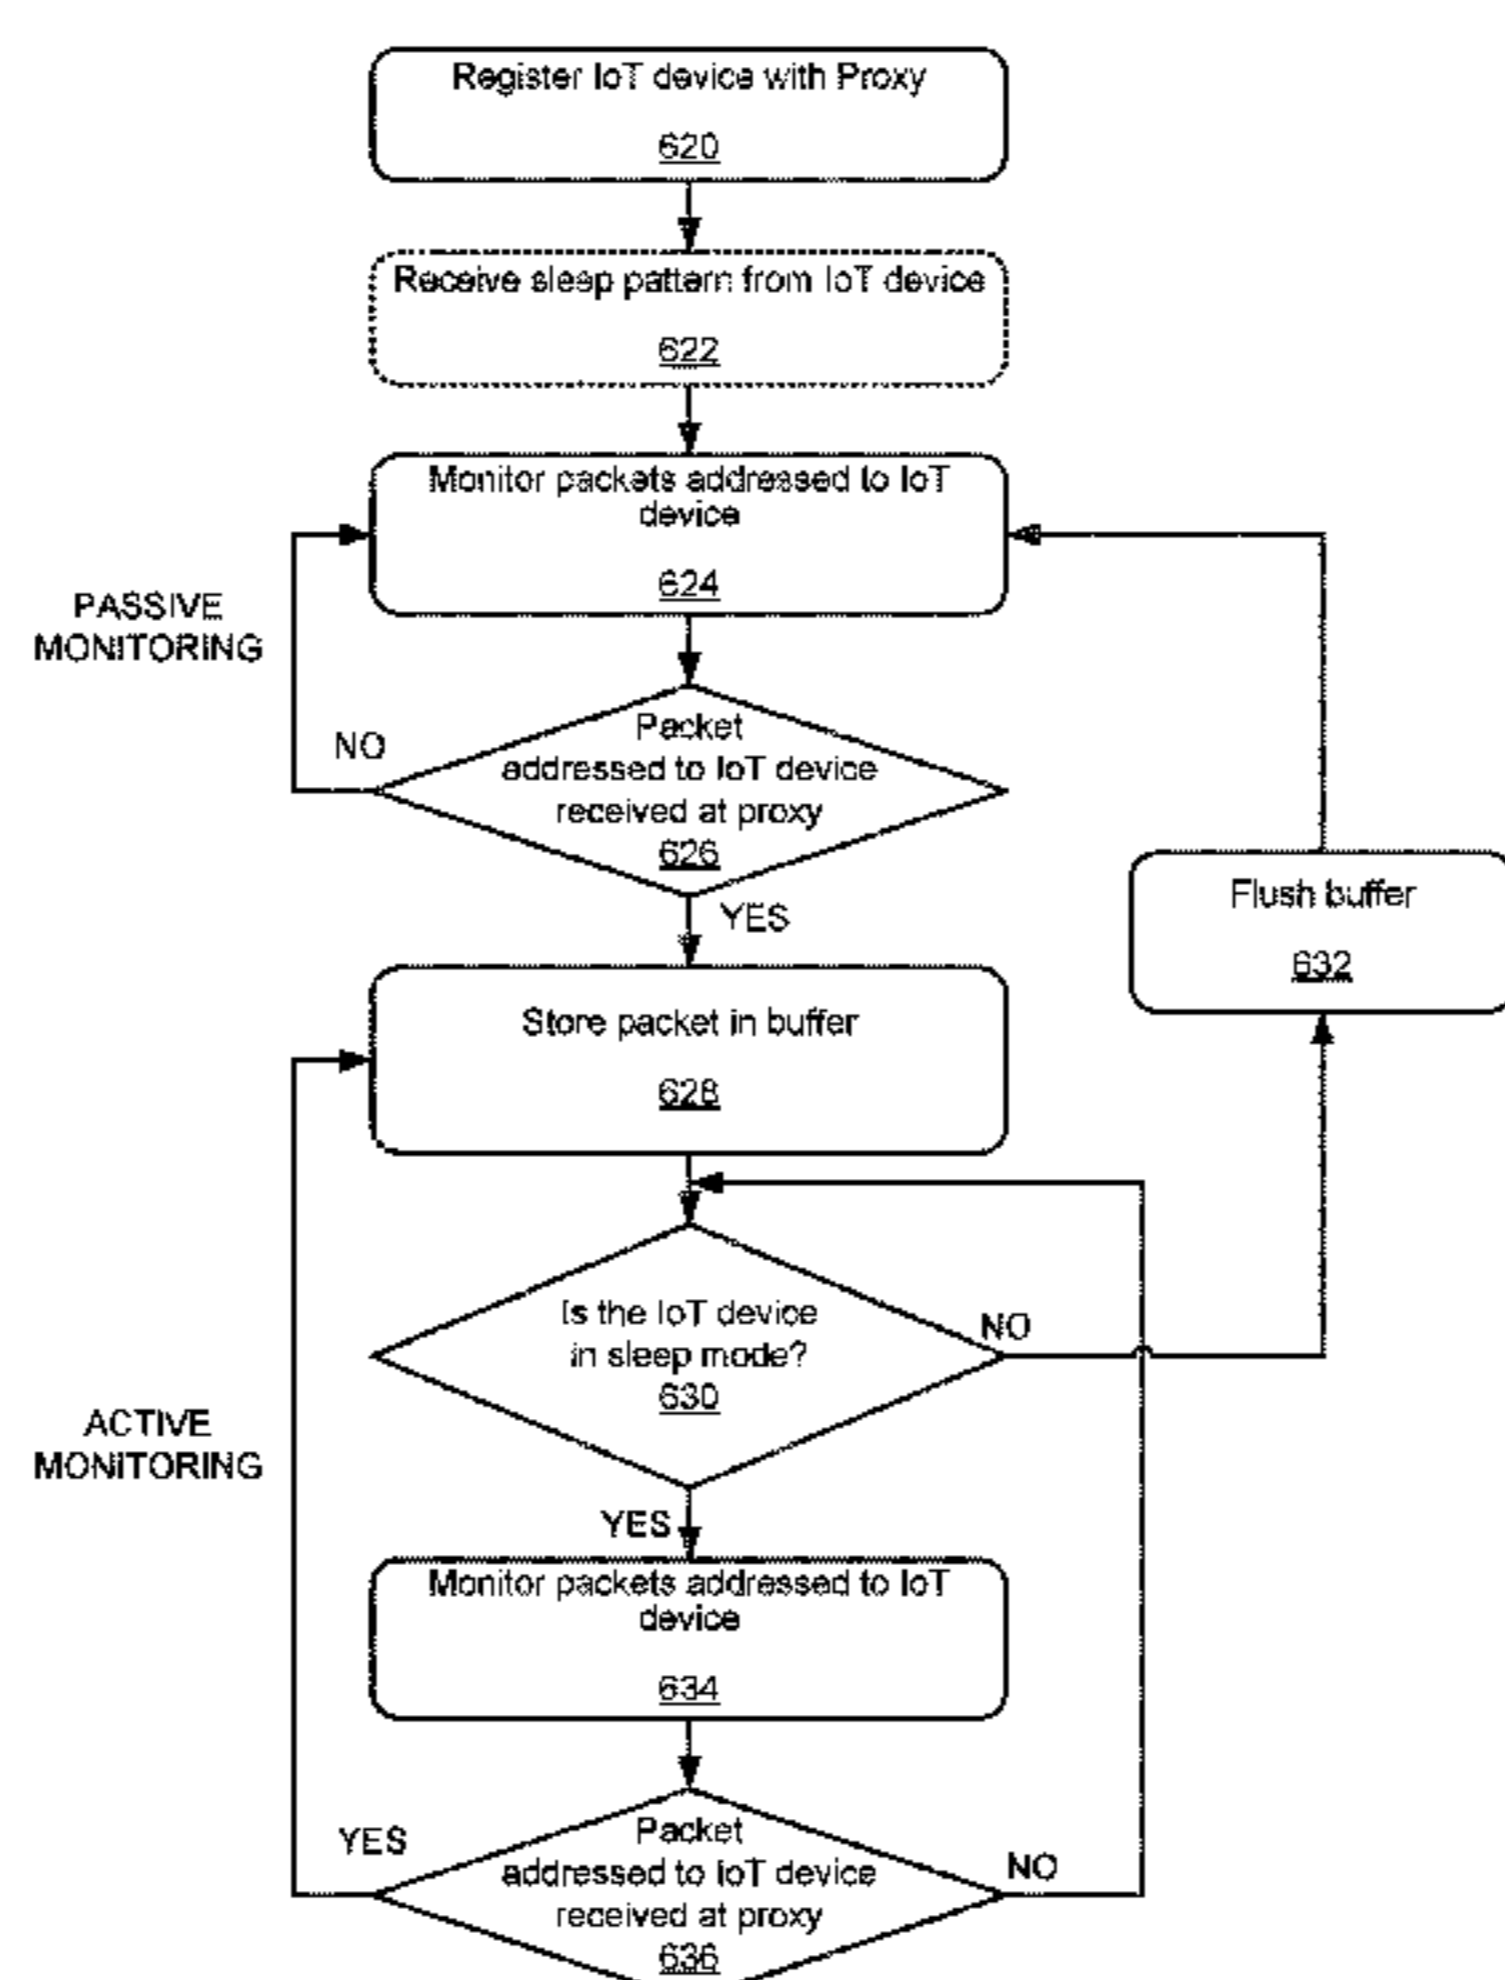 Register IoT device with Proxy
620
Receive sleep pattern from IoT device
622
Monitor packets addressed to IoT
device
624
PASSIVE
MONITORING
NO
Packet
addressed to IoT device
received at proxy
626
YES
Flush buffer
632
Store packet in buffer
628
Is the IoT device
in sleep mode?
630
NO
ACTIVE
MONITORING
YES
Monitor packets addressed to IoT
device
634
YES
Packet
addressed to IoT device
received at proxy
636
NO